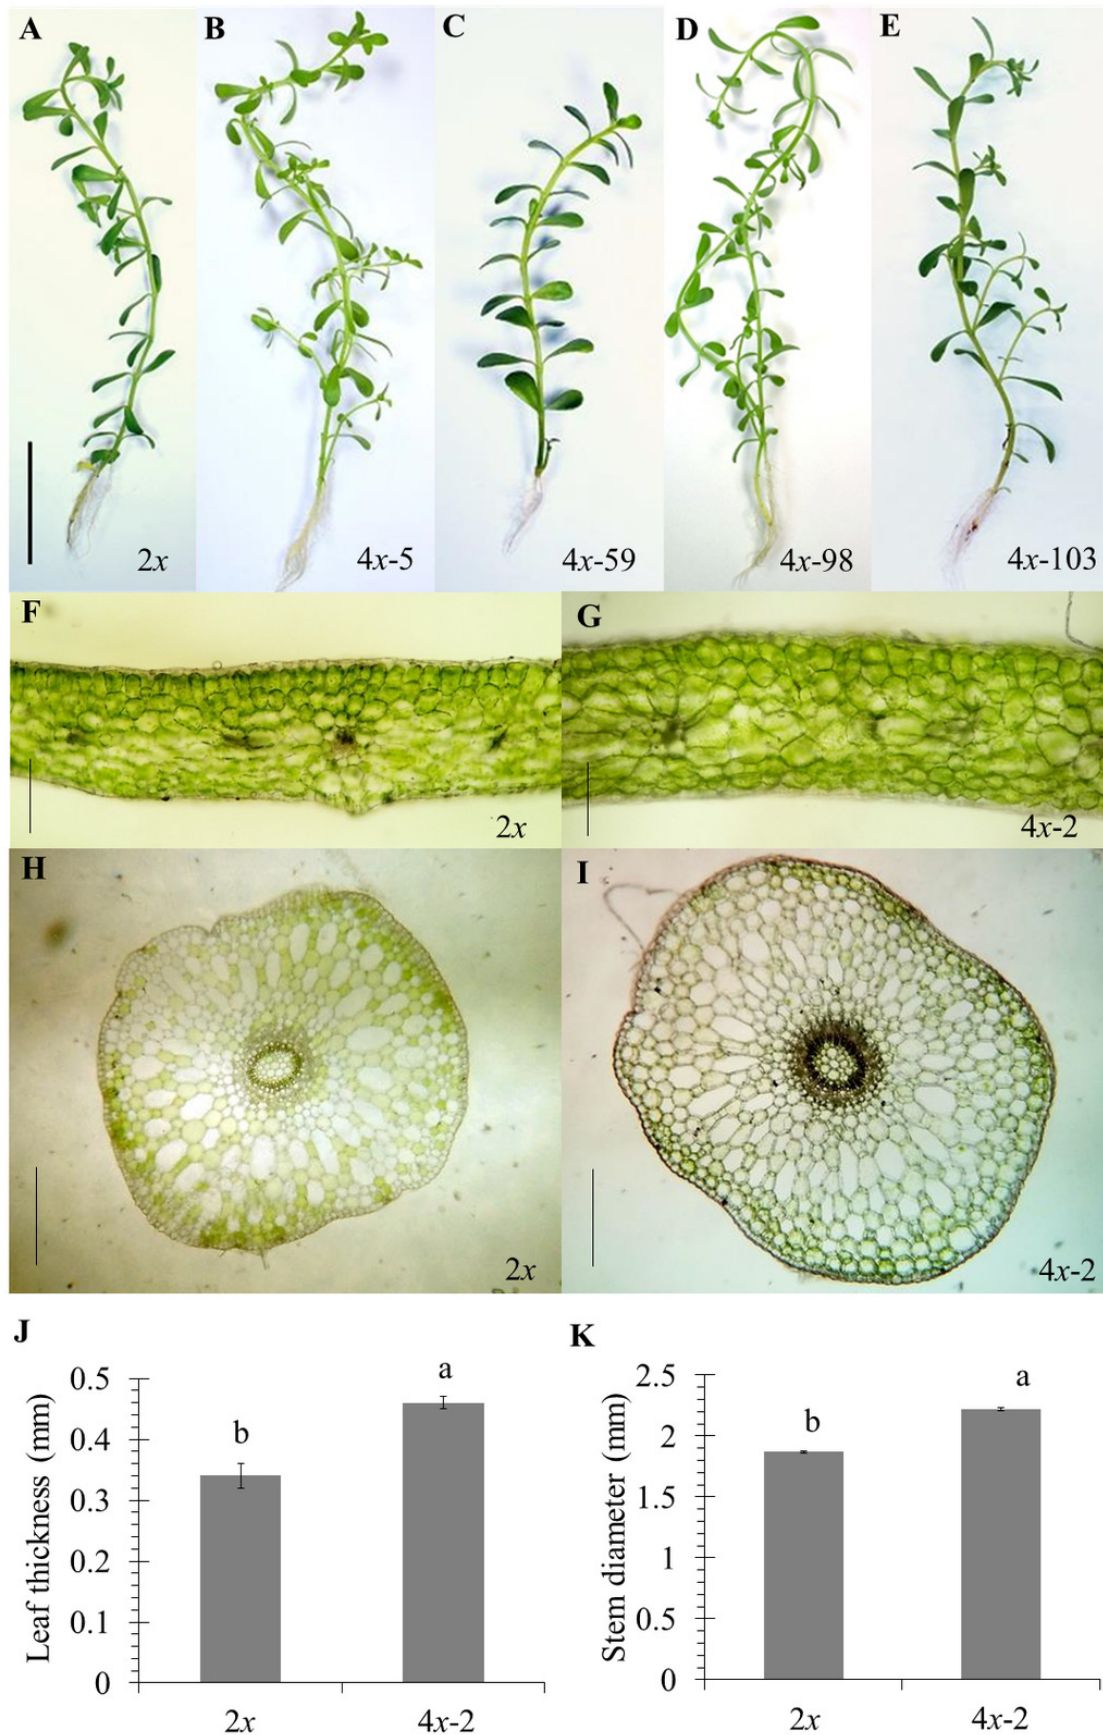 A B C D E
2x 4x-5 4x-59 4x-98 4x-103
F G
2x 4x-2
H I
2x 4x-2
J
Leaf thickness (mm)
0.5
0.4
0.3
0.2
0.1
0
b a
2x 4x-2
K
Stem diameter (mm)
2.5
2
1.5
1
0.5
0
b a
2x 4x-2